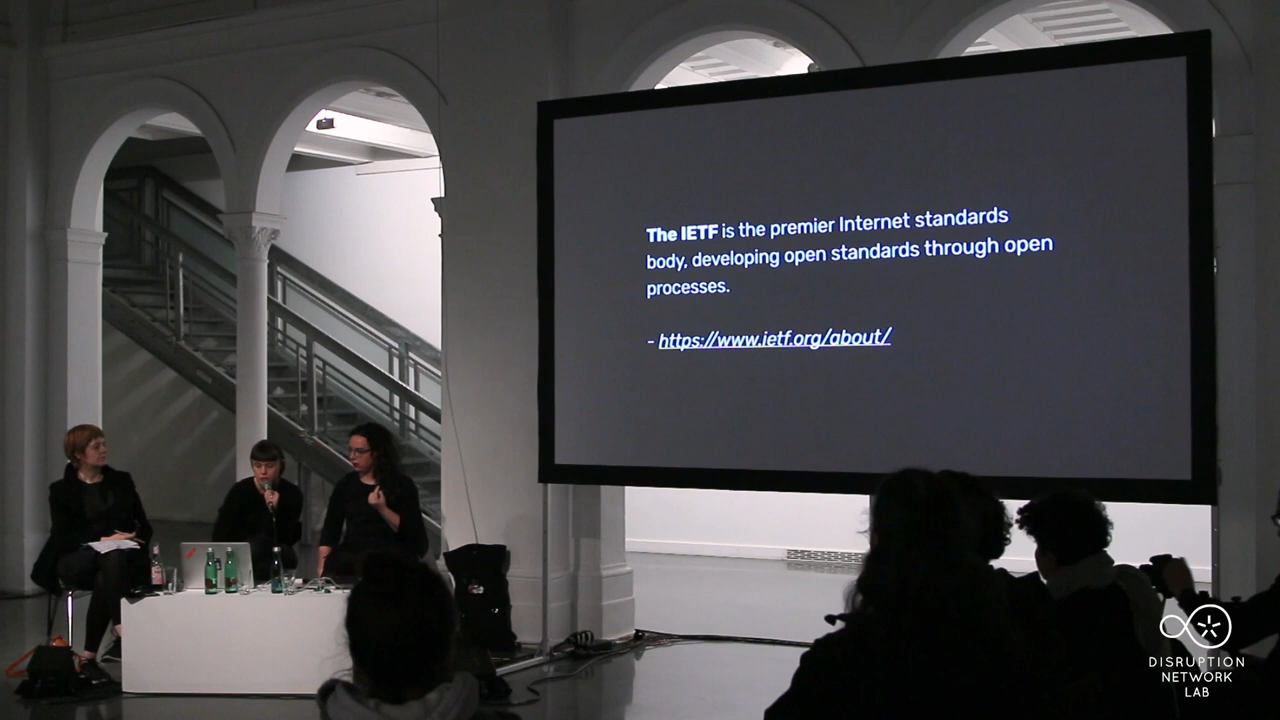 The IETF is the premier Internet standards
body, developing open standards through open
processes.
- https://www.ietf.org/about/
DISRUPTION
NETWORK
LAB